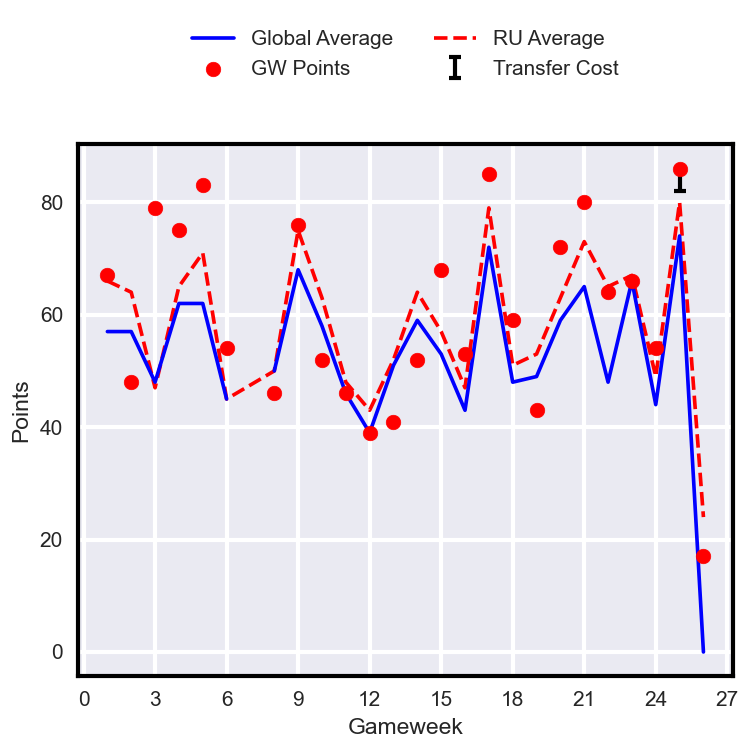 Global Average
RU Average
GW Points
Transfer Cost
80
60
40
20
0
Points
0 3 6 9 12 15 18 21 24 27
Gameweek